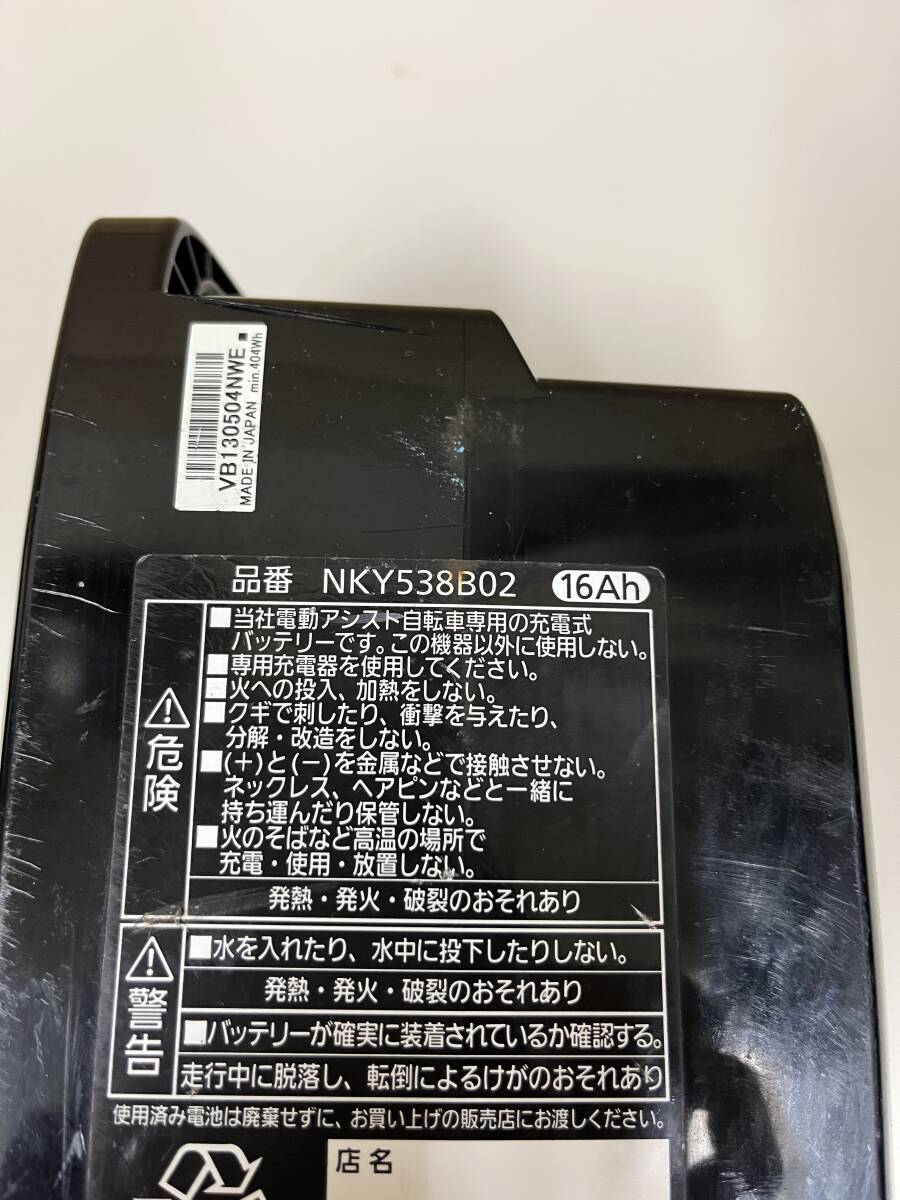 VB130504NWE
MADE IN JAPAN min.404Wh
品番 NKY538B02 16Ah
危険
■当社電動アシスト自転車専用の充電式
バッテリーです。この機器以外に使用しない。
■専用充電器を使用してください。
■火への投入、加熱をしない。
■クギで刺したり、衝撃を与えたり、
分解・改造をしない。
■(+)と(−)を金属などで接触させない。
ネックレス、ヘアピンなどと一緒に
持ち運んだり保管しない。
■火のそばなど高温の場所で
充電・使用・放置しない。
発熱・発火・破裂のおそれあり
警告
■水を入れたり、水中に投下したりしない。
発熱・発火・破裂のおそれあり
■バッテリーが確実に装着されているか確認する。
走行中に脱落し、転倒によるけがのおそれあり
使用済み電池は廃棄せずに、お買い上げの販売店にお渡しください。
店名